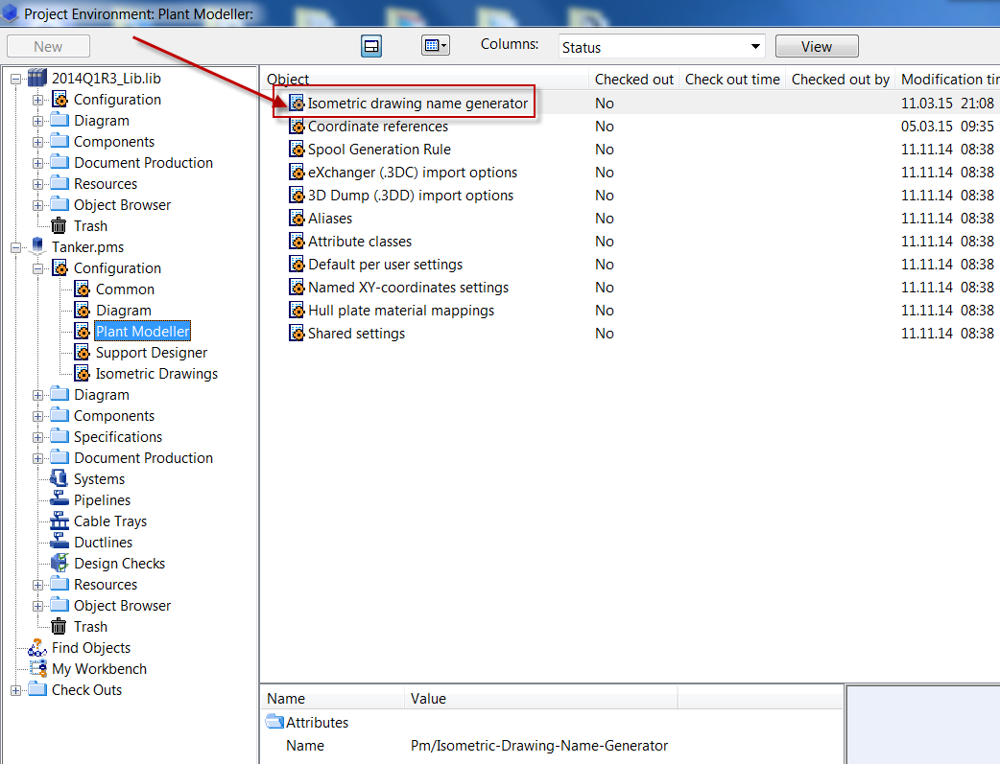 Project Environment: Plant Modeller:
New
Columns:
Status
View
2014Q1R3_Lib.lib
Configuration
Diagram
Components
Document Production
Resources
Object Browser
Trash
Tanker.pms
Configuration
Common
Diagram
Plant Modeller
Support Designer
Isometric Drawings
Diagram
Components
Specifications
Document Production
Systems
Pipelines
Cable Trays
Ductlines
Design Checks
Resources
Object Browser
Trash
Find Objects
My Workbench
Check Outs
Object Checked out Check out time Checked out by Modification tir
Isometric drawing name generator No 11.03.15 21:08
Coordinate references No 05.03.15 09:35
Spool Generation Rule No 11.11.14 08:38
eXchanger (.3DC) import options No 11.11.14 08:38
3D Dump (.3DD) import options No 11.11.14 08:38
Aliases No 11.11.14 08:38
Attribute classes No 11.11.14 08:38
Default per user settings No 11.11.14 08:38
Named XY-coordinates settings No 11.11.14 08:38
Hull plate material mappings No 11.11.14 08:38
Shared settings No 11.11.14 08:38
Name Value
Attributes
Name Pm/Isometric-Drawing-Name-Generator